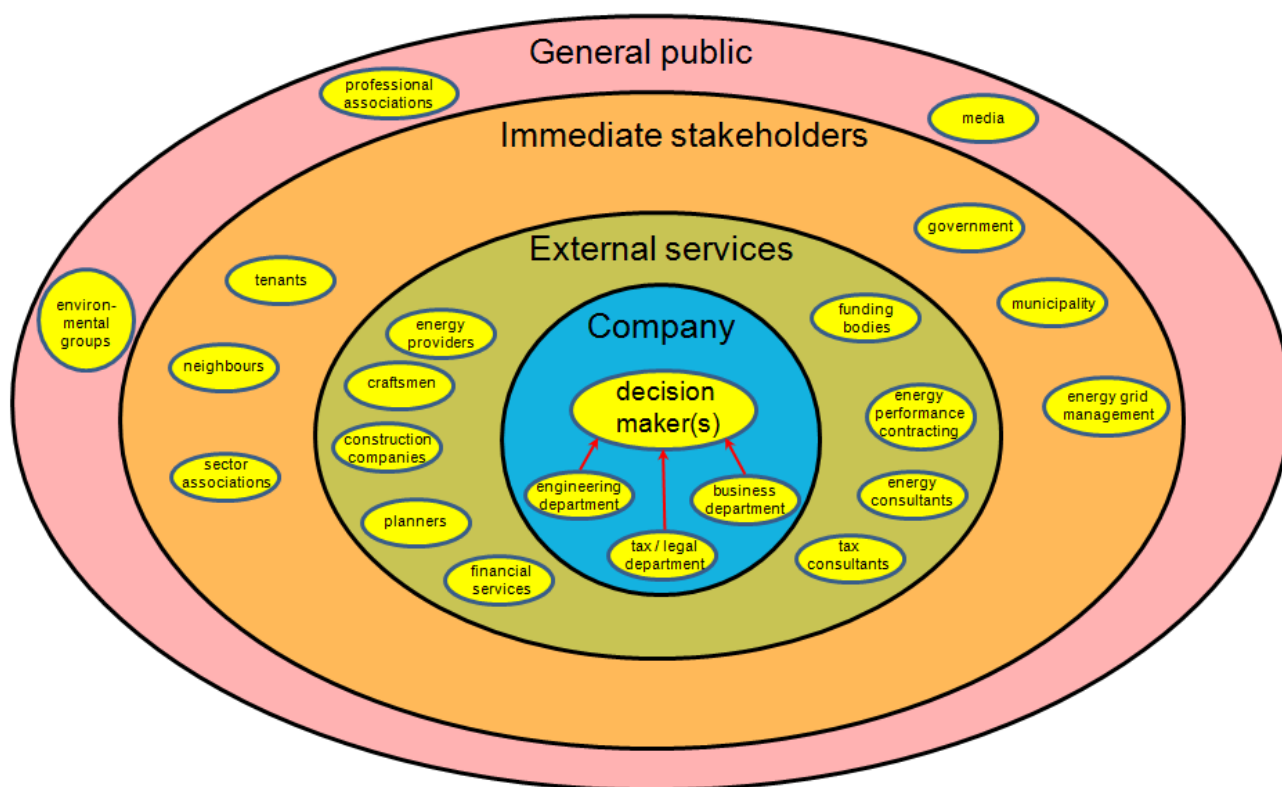 General public
professional
associations
media
Immediate stakeholders
government
External services
tenants
environ-
mental
groups
municipality
funding
bodies
energy
providers
Company
neighbours
craftsmen
decision
maker(s)
energy grid
management
energy
performance
contracting
construction
companies
sector
associations
engineering
department
business
department
energy
consultants
planners
tax / legal
department
tax
consultants
financial
services